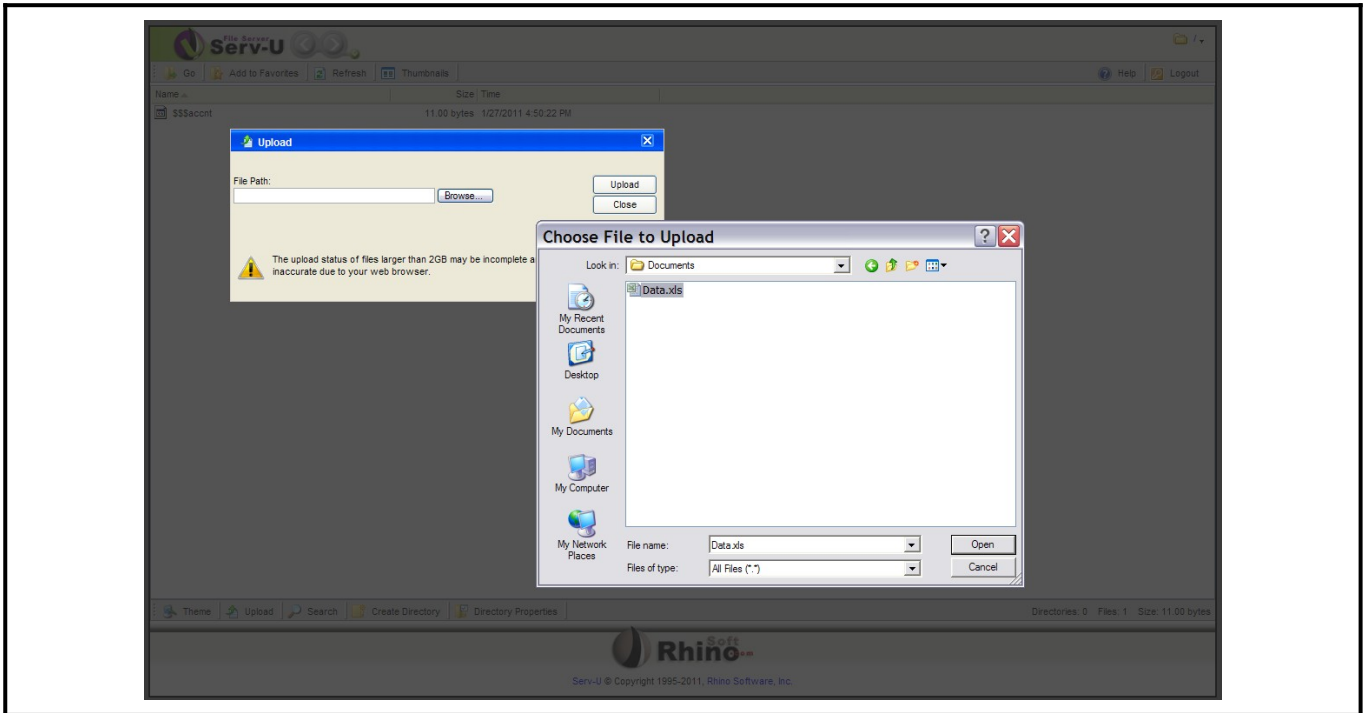 File Server
Serv-U
/
Go Add to Favorites Refresh Thumbnails Help Logout
Name Size Time
$$$accnt 11.00 bytes 1/27/2011 4:50:22 PM
Upload
File Path:
Browse... Upload
Close
The upload status of files larger than 2GB may be incomplete a
inaccurate due to your web browser.
Choose File to Upload
Look in: Documents
Data.xls
My Recent
Documents
Desktop
My Documents
My Computer
My Network
Places
File name: Data.xls Open
Files of type: All Files (*.*) Cancel
Theme Upload Search Create Directory Directory Properties Directories: 0 Files: 1 Size: 11.00 bytes
RhinoSoft.com
Serv-U © Copyright 1995-2011, Rhino Software, Inc.